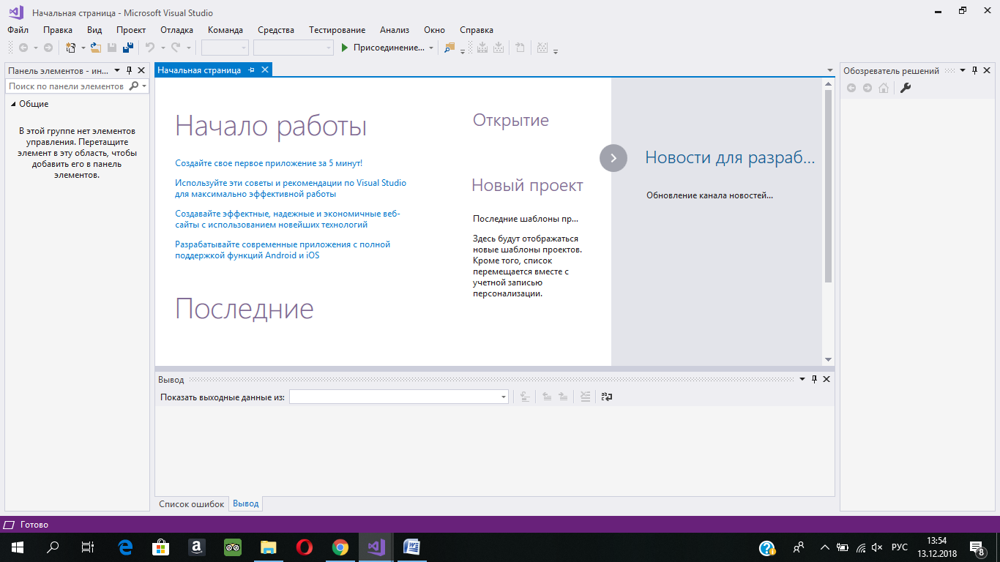 Начальная страница - Microsoft Visual Studio
Файл Правка Вид Проект Отладка Команда Средства Тестирование Анализ Окно Справка
Присоединение...
Панель элементов - ин...
Поиск по панели элементов
Общие
В этой группе нет элементов
управления. Перетащите
элемент в эту область, чтобы
добавить его в панель
элементов.
Начальная страница
Начало работы
Создайте свое первое приложение за 5 минут!
Используйте эти советы и рекомендации по Visual Studio
для максимально эффективной работы
Создавайте эффектные, надежные и экономичные веб-
сайты с использованием новейших технологий
Разрабатывайте современные приложения с полной
поддержкой функций Android и iOS
Последние
Открытие
Новый проект
Последние шаблоны пр...
Здесь будут отображаться
новые шаблоны проектов.
Кроме того, список
перемещается вместе с
учетной записью
персонализации.
Новости для разраб...
Обновление канала новостей...
Обозреватель решений
Вывод
Показать выходные данные из:
Список ошибок Вывод
Готово
РУС
13:54
13.12.2018
8